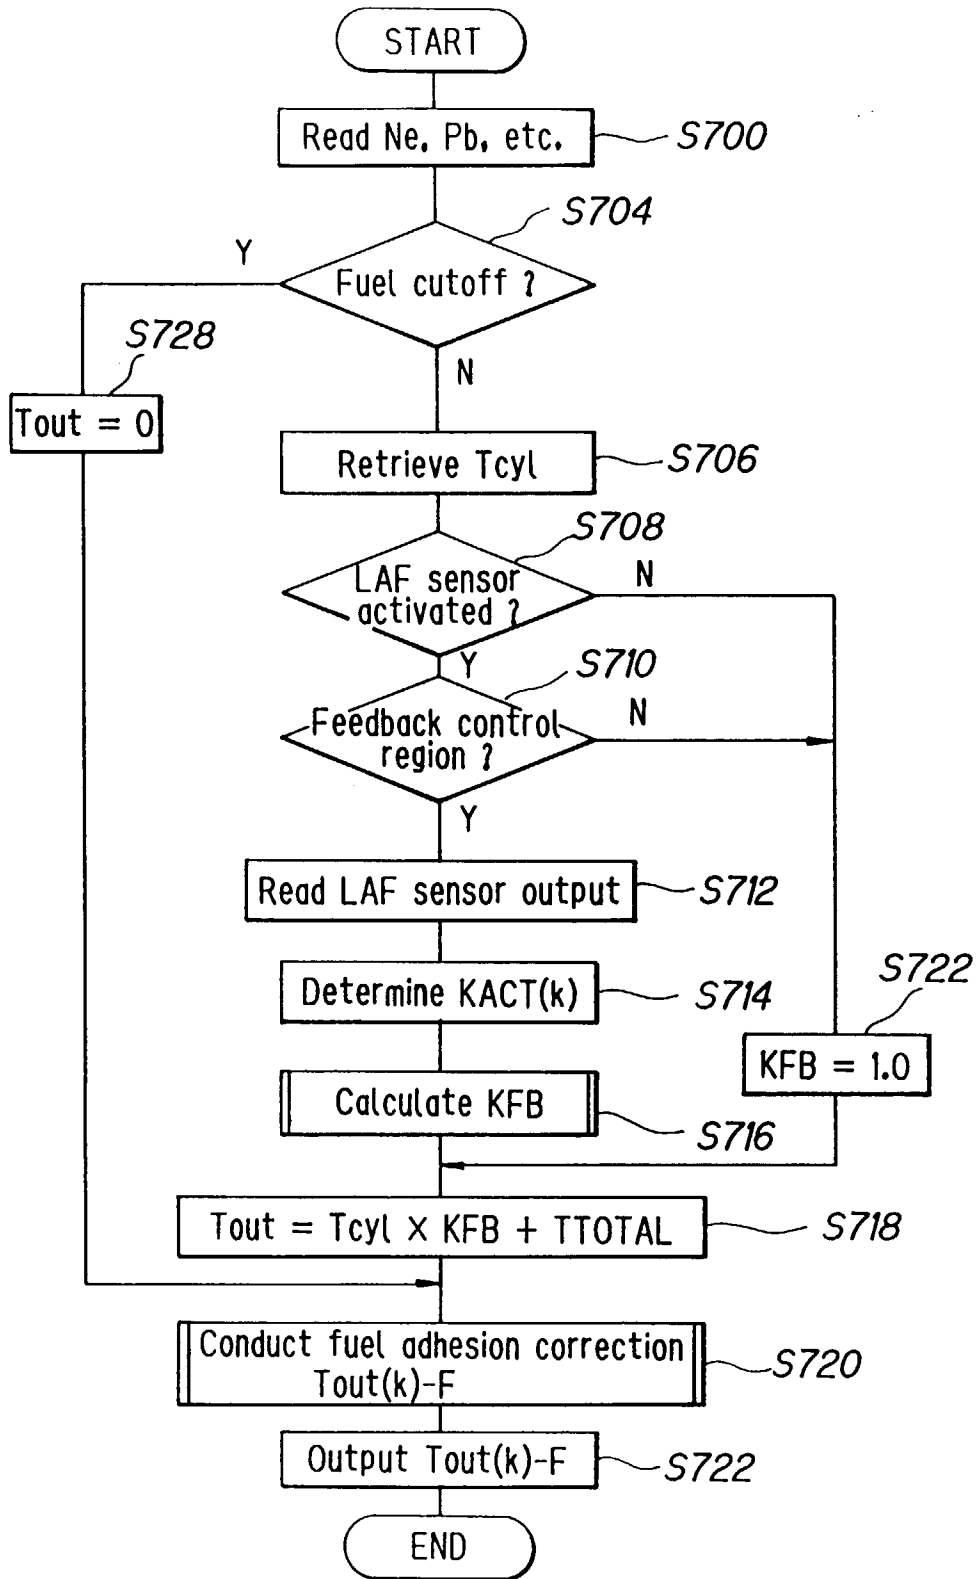 START
Read Ne, Pb, etc.
S700
S704
Fuel cutoff ?
Y
N
S728
Tout = 0
Retrieve Tcyl
S706
S708
LAF sensor
activated ?
N
Y
S710
Feedback control
region ?
N
Y
Read LAF sensor output
S712
Determine KACT(k)
S714
S722
KFB = 1.0
Calculate KFB
S716
Tout = Tcyl × KFB + TTOTAL
S718
Conduct fuel adhesion correction
Tout(k)-F
S720
Output Tout(k)-F
S722
END